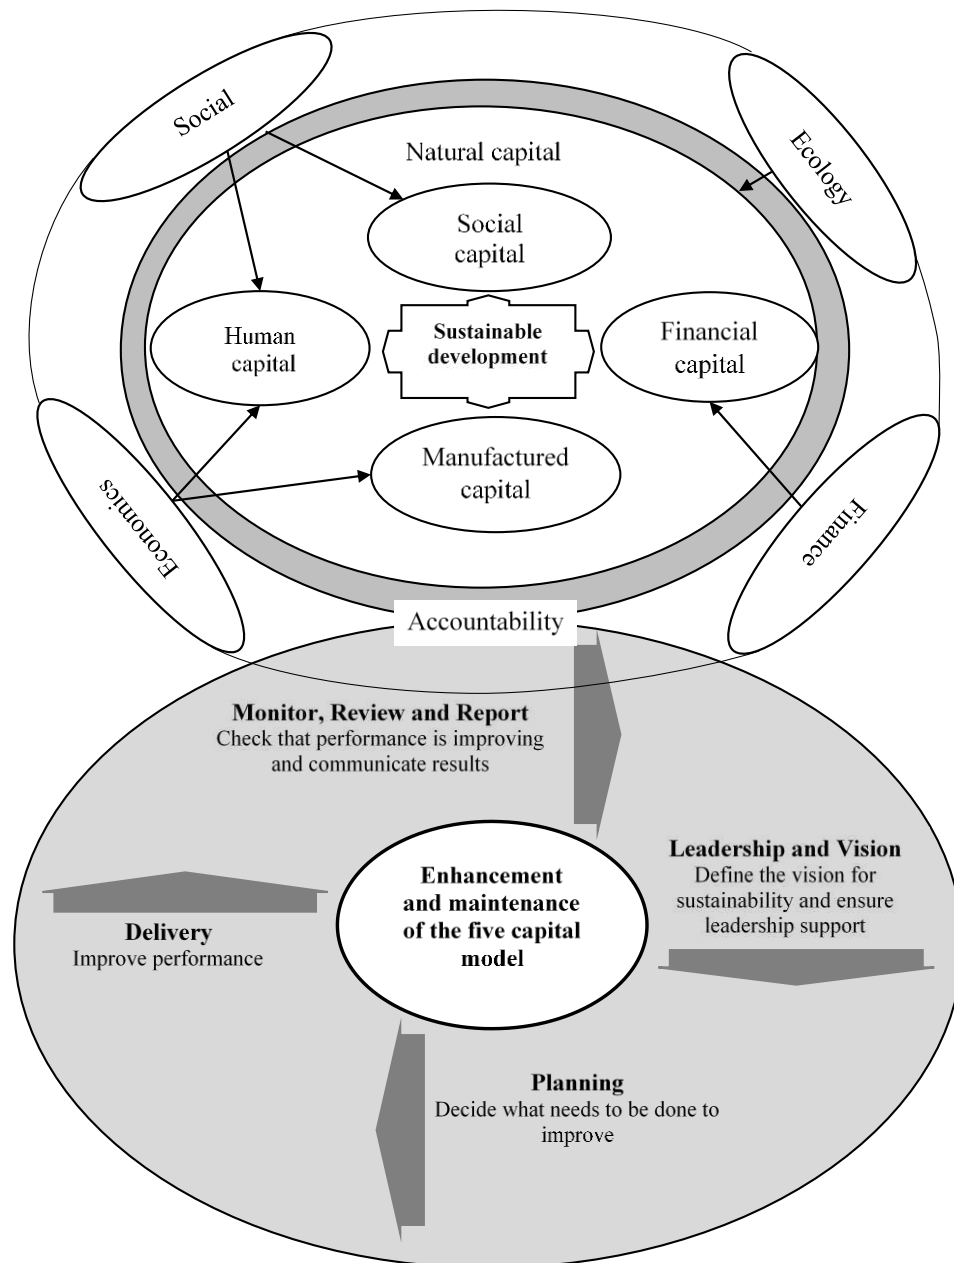 Social
Ecology
Natural capital
Social
capital
Human
capital
Sustainable
development
Financial
capital
Manufactured
capital
Economics
Finance
Accountability
Monitor, Review and Report
Check that performance is improving
and communicate results
Leadership and Vision
Define the vision for
sustainability and ensure
leadership support
Enhancement
and maintenance
of the five capital
model
Delivery
Improve performance
Planning
Decide what needs to be done to
improve